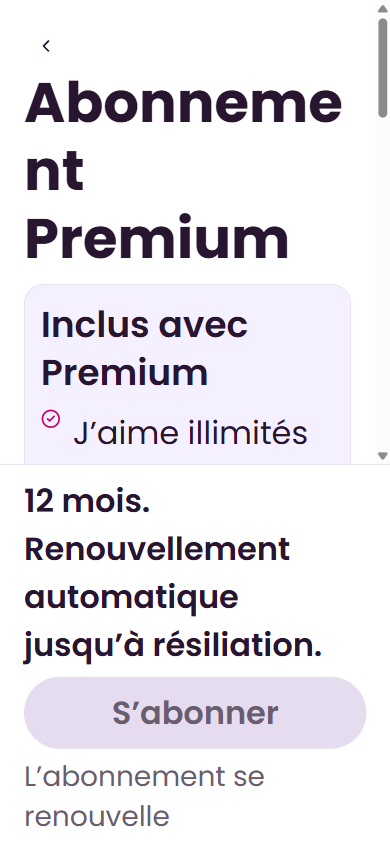 Abonneme
nt
Premium
Inclus avec
Premium
J’aime illimités
12 mois.
Renouvellement
automatique
jusqu’à résiliation.
S’abonner
L’abonnement se
renouvelle